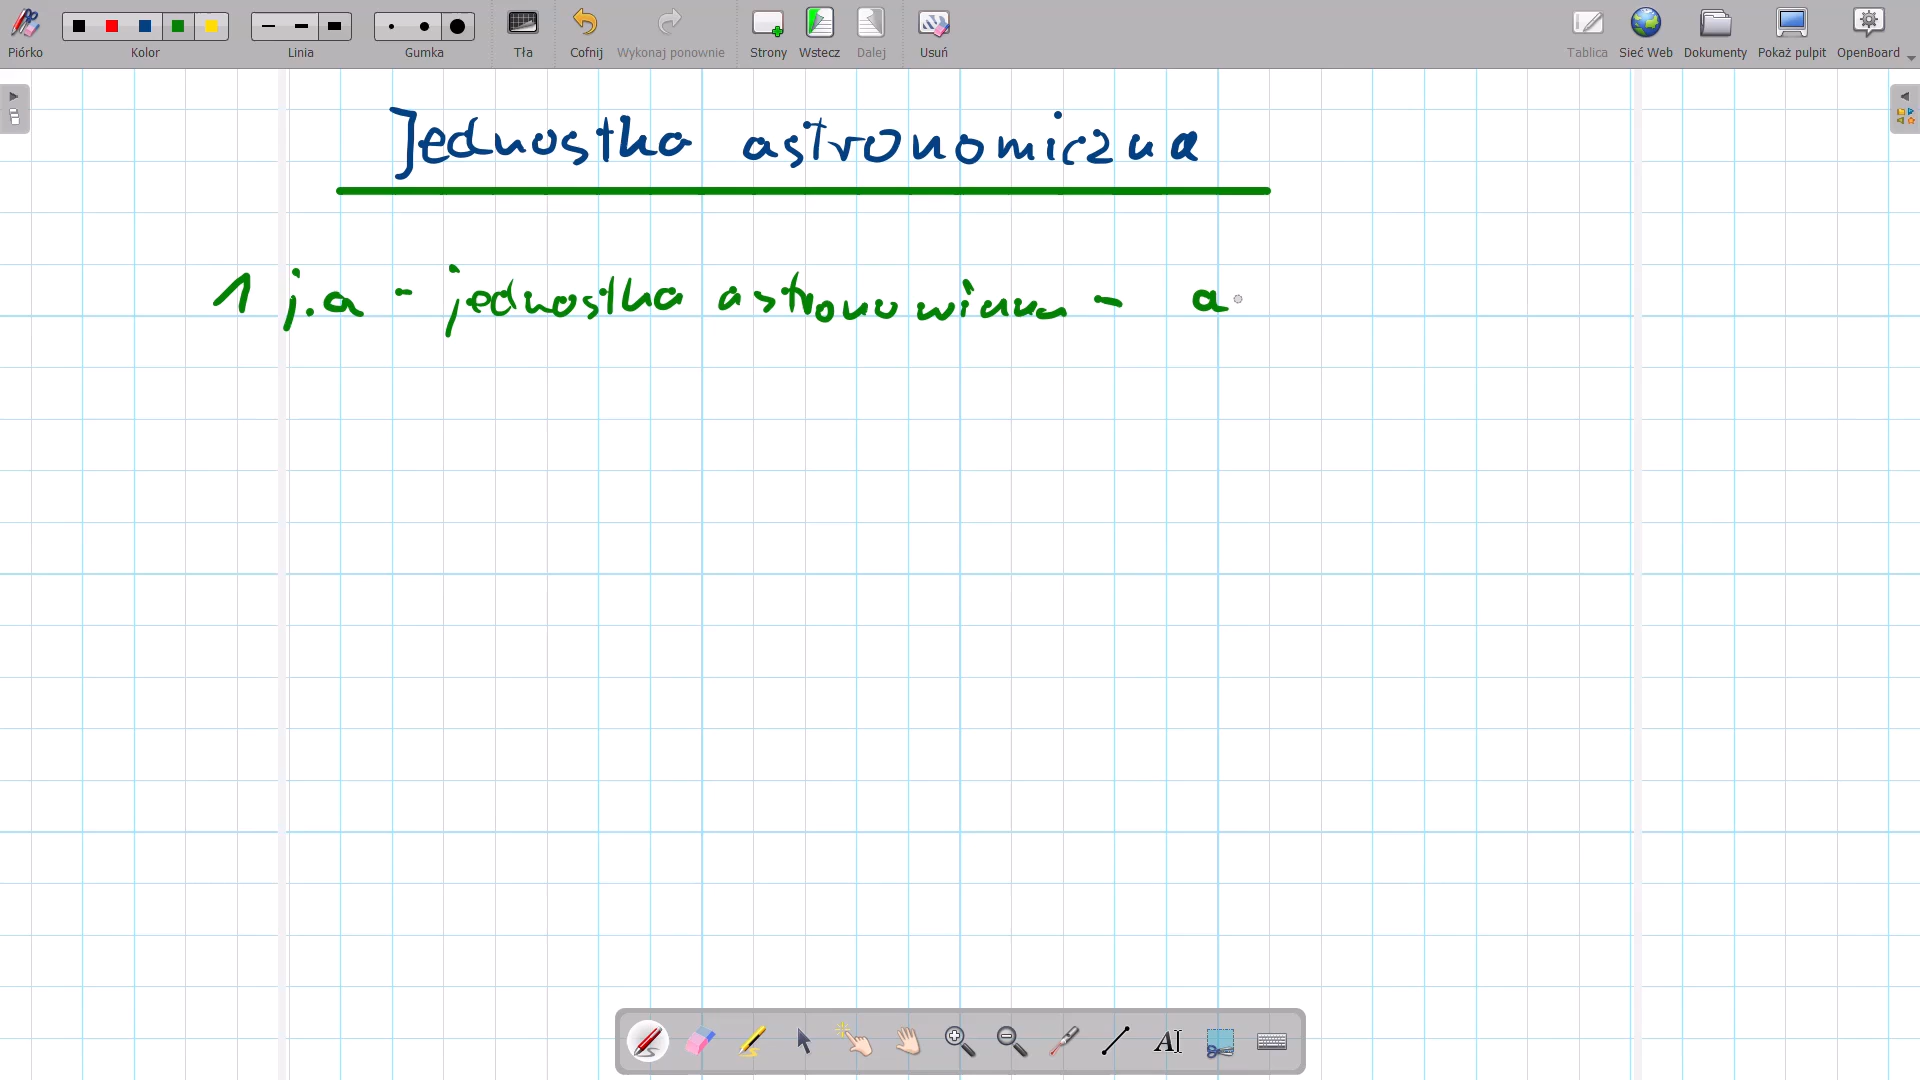 Piórko Kolor Linia Gumka Tła Cofnij Wykonaj ponownie Strony Wstecz Dalej Usuń Tablica Sieć Web Dokumenty Pokaż pulpit OpenBoard
Jednostka astronomiczna
1 j.a - jednostka - a